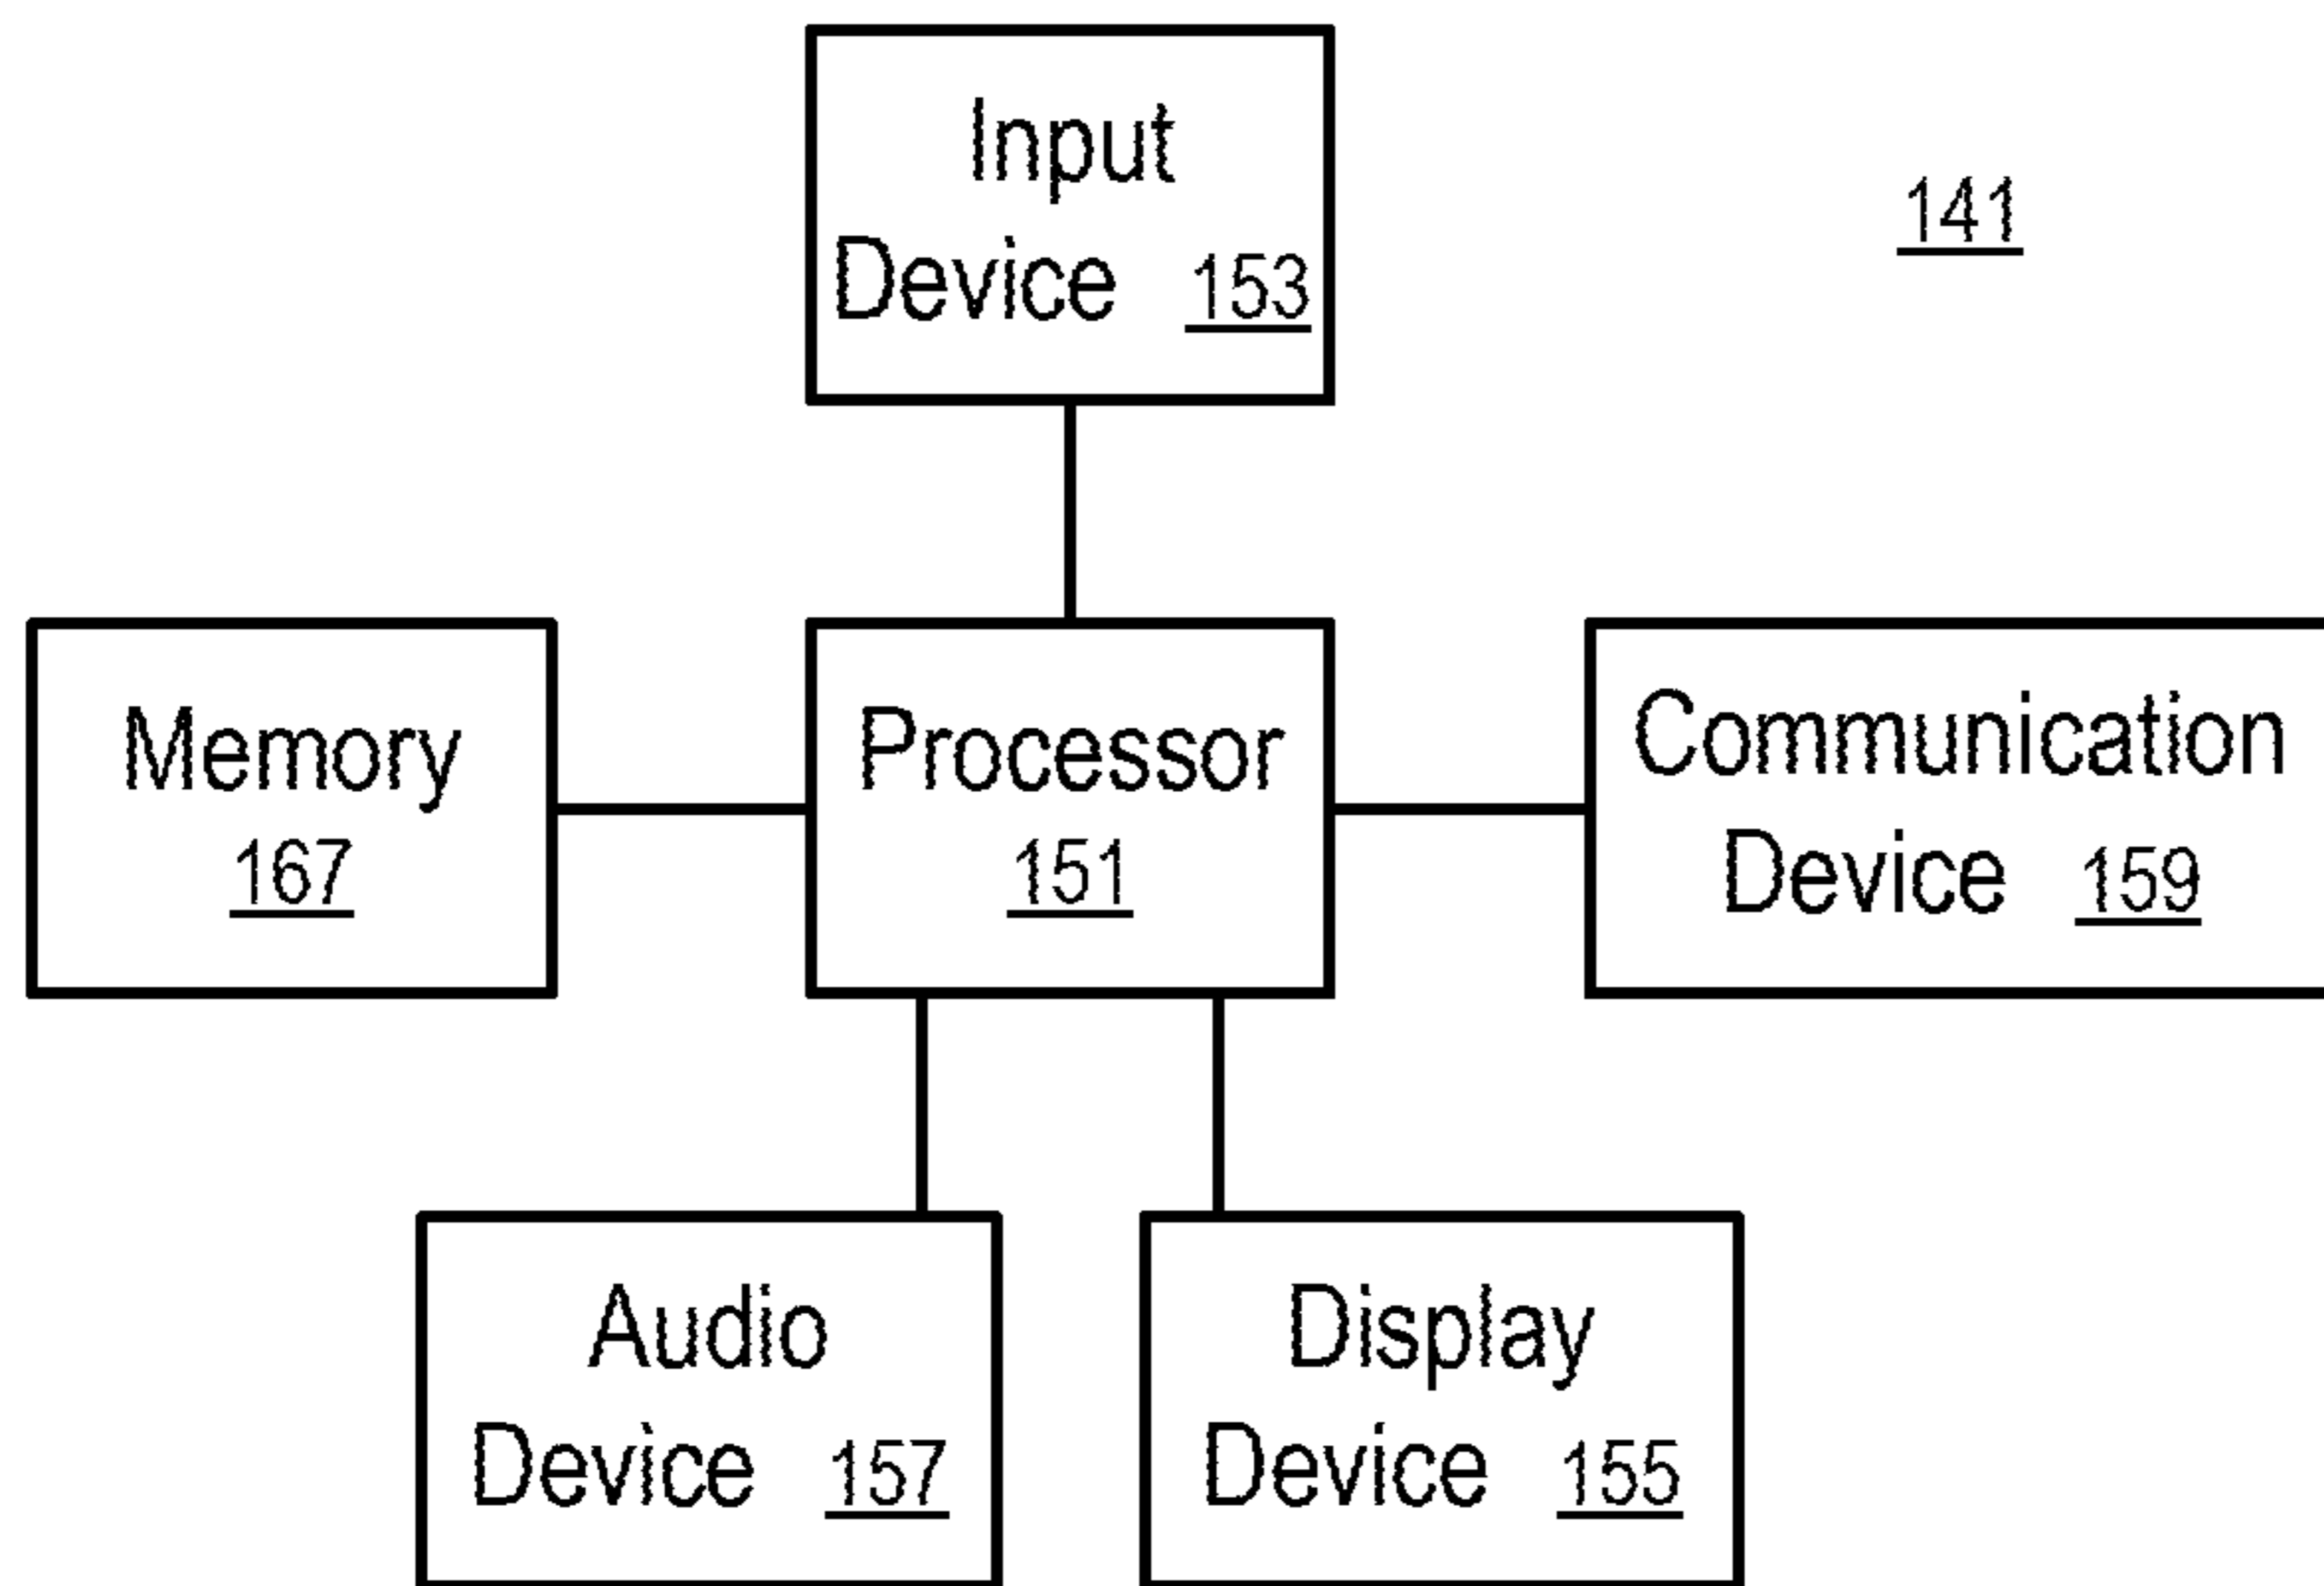 Input
Device 153
141
Memory
167
Processor
151
Communication
Device 159
Audio
Device 157
Display
Device 155